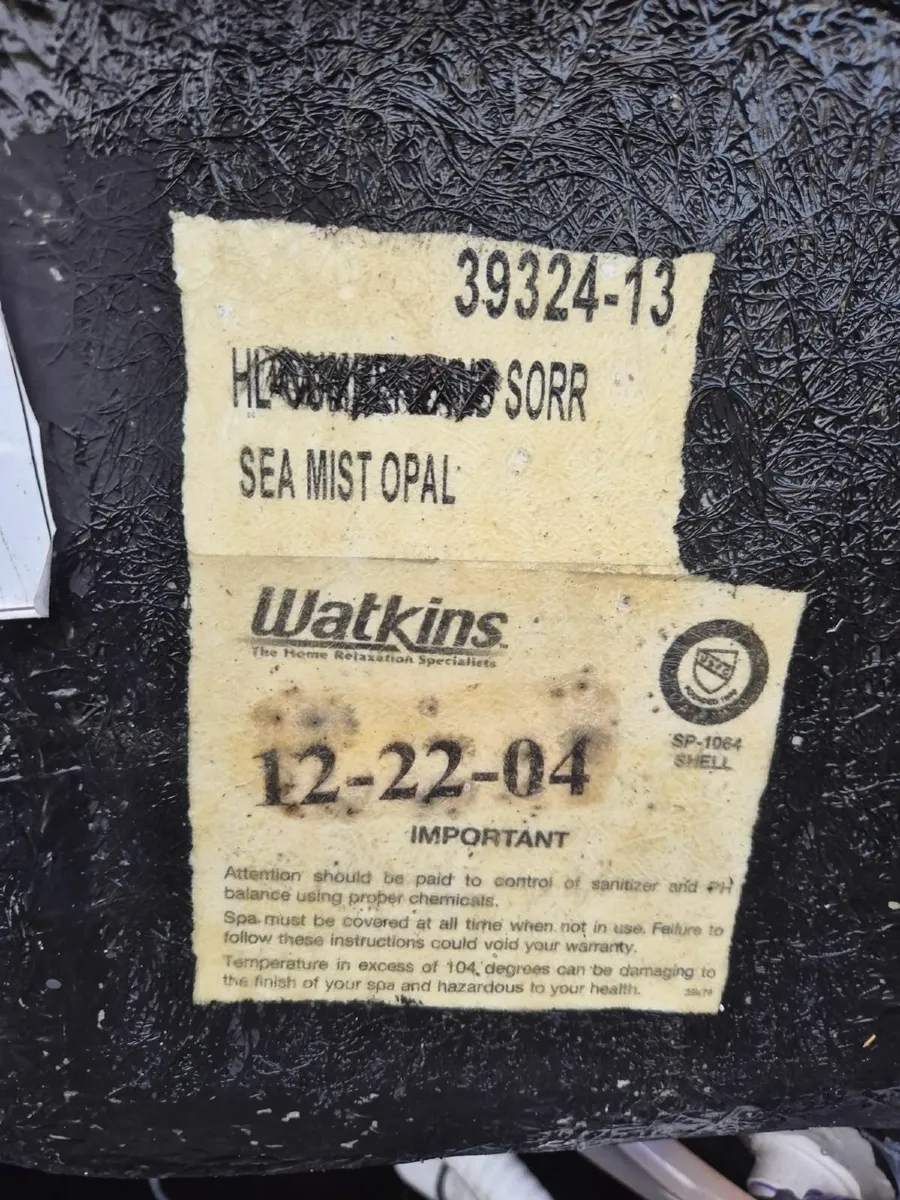 39324-13
HL SORR
SEA MIST OPAL
Watkins
The Home Relaxation Specialists
SP-1064
SHELL
12-22-04
IMPORTANT
Attention should be paid to control of sanitizer and PH
balance using proper chemicals.
Spa must be covered at all time when not in use. Failure to
follow these instructions could void your warranty.
Temperature in excess of 104 degrees can be damaging to
the finish of your spa and hazardous to your health.